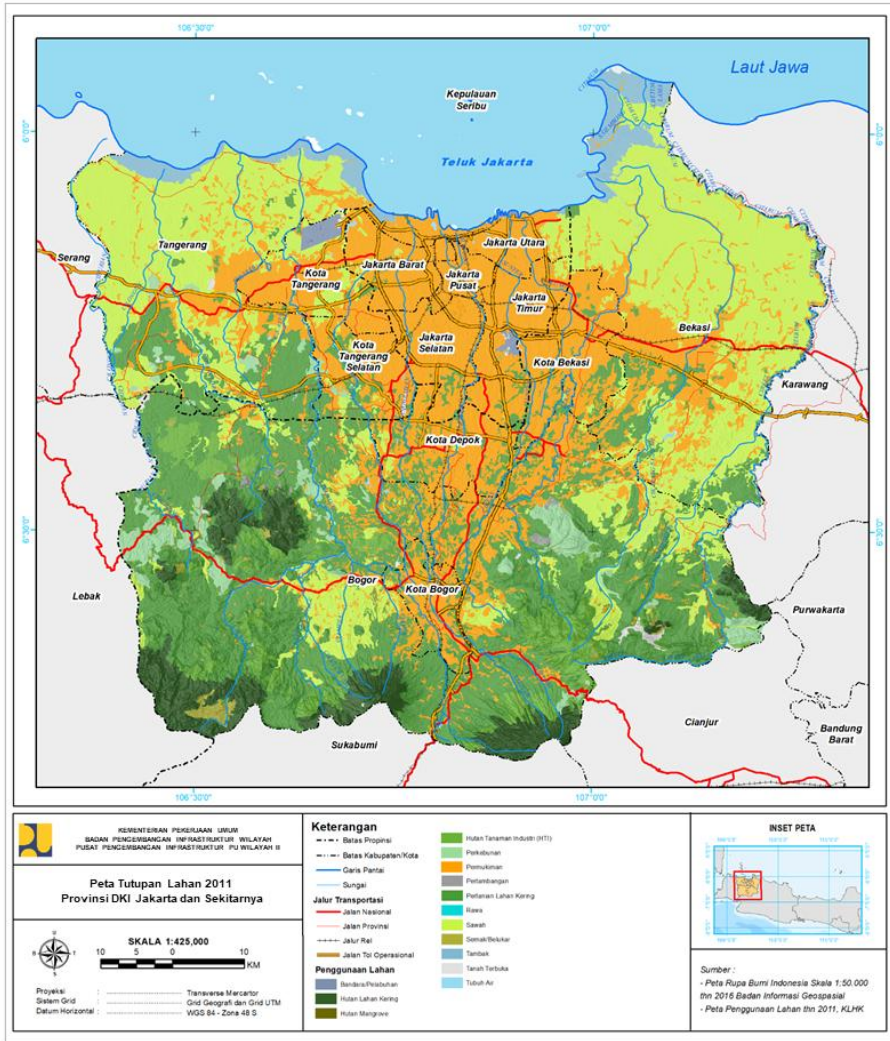 106°30'0"
107°0'0"
Laut Jawa
Kepulauan
Seribu
6°0'0"
6°0'0"
Teluk Jakarta
Tangerang
Serang
Jakarta Utara
Jakarta Barat
Kota
Tangerang
Jakarta
Pusat
Jakarta
Timur
Bekasi
Kota
Tangerang
Selatan
Jakarta
Selatan
Kota Bekasi
Karawang
Kota Depok
6°30'0"
6°30'0"
Lebak
Bogor
Kota Bogor
Purwakarta
Cianjur
Bandung
Barat
Sukabumi
106°30'0"
107°0'0"
KEMENTERIAN PEKERJAAN UMUM
BADAN PENGEMBANGAN INFRASTRUKTUR WILAYAH
PUSAT PENGEMBANGAN INFRASTRUKTUR PU WILAYAH II
Peta Tutupan Lahan 2011
Provinsi DKI Jakarta dan Sekitarnya
SKALA 1:425,000
10 5 0 10
KM
Proyeksi : Transverse Mercartor
Sistem Grid : Grid Geografi dan Grid UTM
Datum Horizontal : WGS 84 - Zona 48 S
Keterangan
Batas Propinsi
Batas Kabupaten/Kota
Garis Pantai
Sungai
Jalur Transportasi
Jalan Nasional
Jalan Provinsi
Jalur Rel
Jalan Tol Operasional
Penggunaan Lahan
Bandara/Pelabuhan
Hutan Lahan Kering
Hutan Mangrove
Hutan Tanaman Industri (HTI)
Perkebunan
Permukiman
Pertambangan
Pertanian Lahan Kering
Rawa
Sawah
Semak/Belukar
Tambak
Tanah Terbuka
Tubuh Air
INSET PETA
Sumber :
- Peta Rupa Bumi Indonesia Skala 1:50.000
thn 2016 Badan Informasi Geospasial
- Peta Penggunaan Lahan thn 2011, KLHK